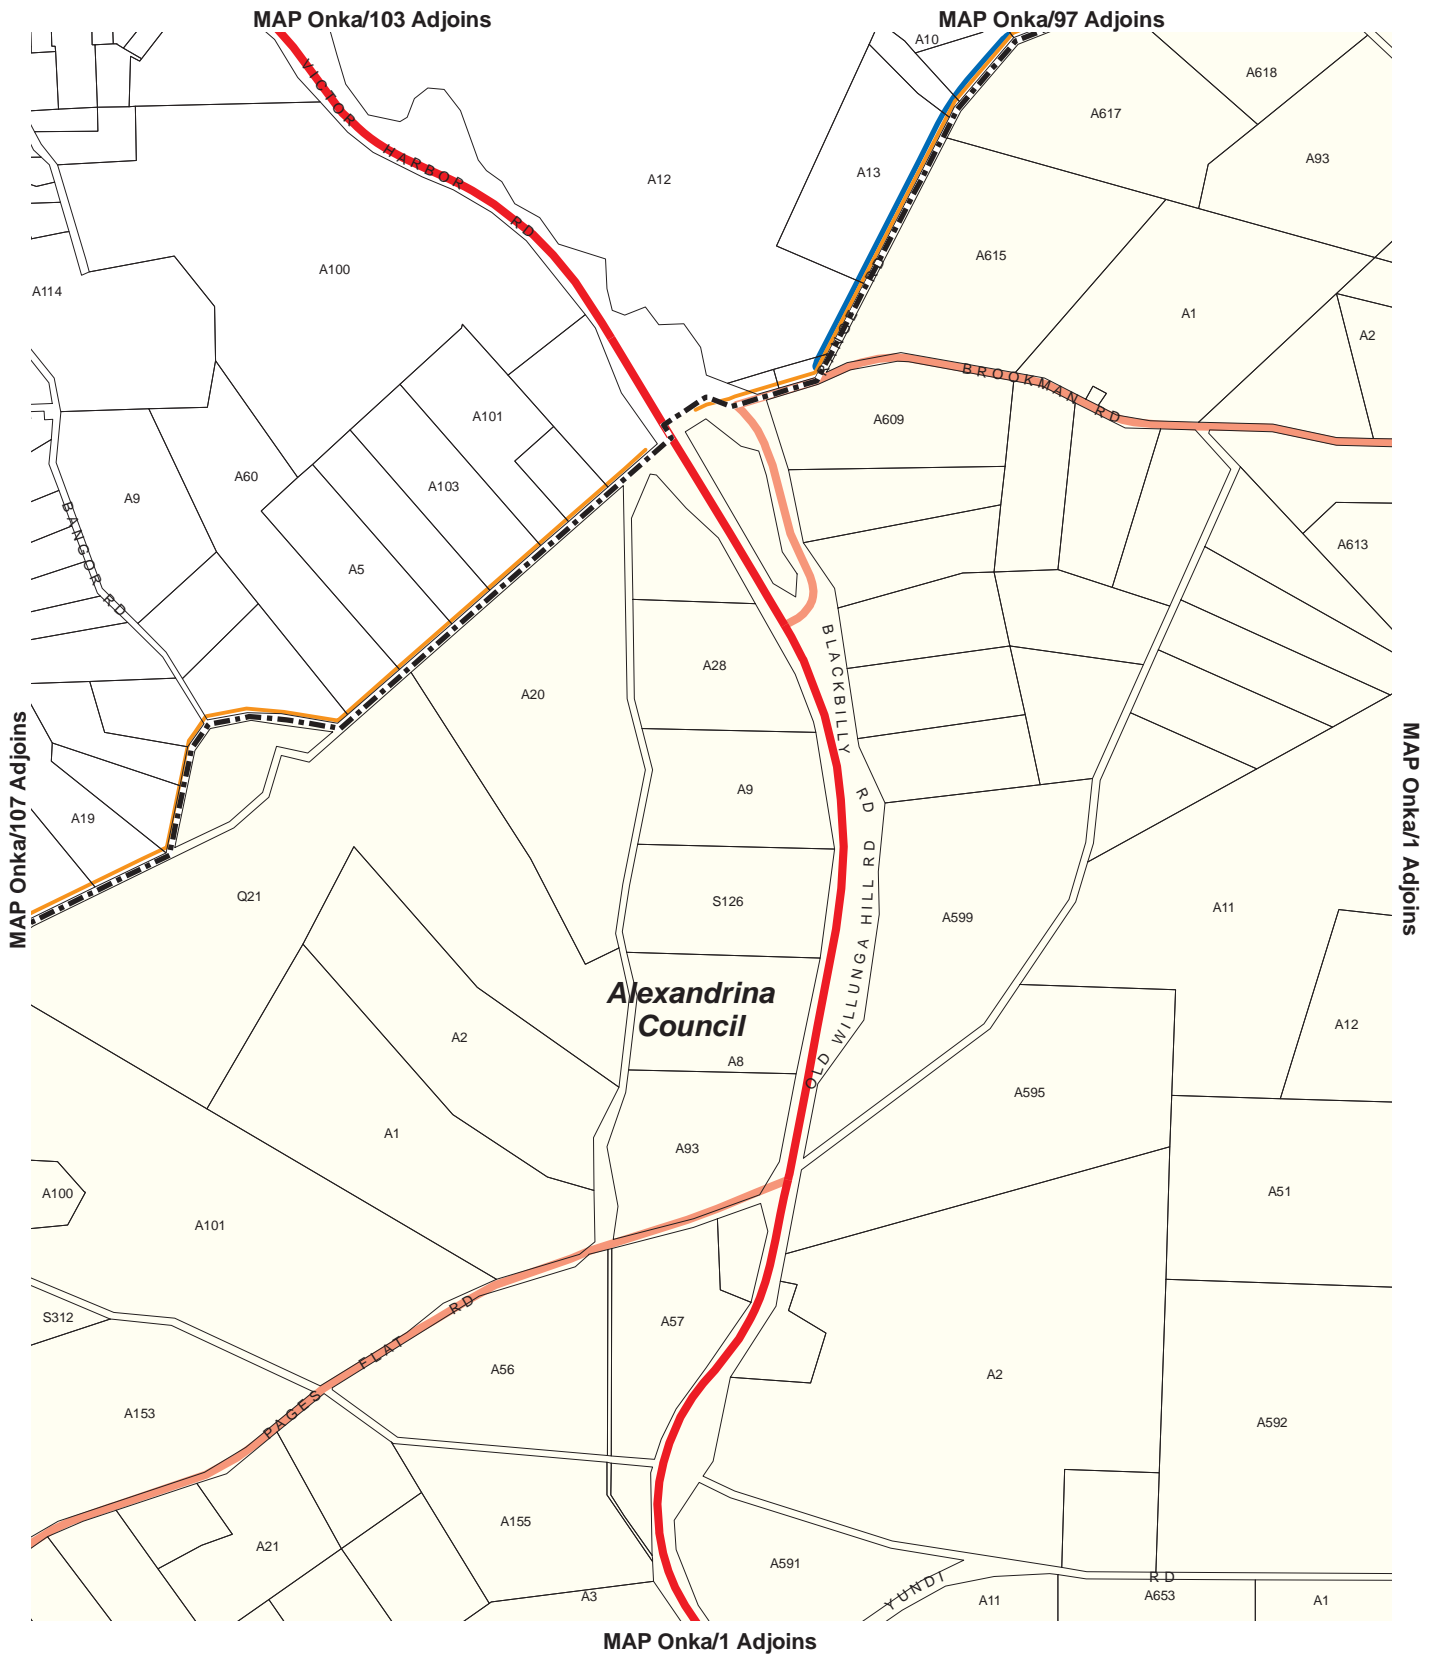 MAP Onka/103 Adjoins
MAP Onka/97 Adjoins
A10
A618
A617
A93
A13
A12
VICTOR HARBOR RD
A615
A100
A114
A1
A2
BROOKMAN RD
A101
A609
A60
A103
A9
A613
A5
BANGOR RD
A28
A20
BLACKBILLY RD
MAP Onka/107 Adjoins
MAP Onka/1 Adjoins
A9
A19
Q21
S126
A599
A11
OLD WILLUNGA HILL RD
Alexandrina
Council
A12
A2
A8
A595
A1
A93
A100
A51
A101
S312
A57
PAGES FLAT RD
A56
A2
A153
A592
A155
A21
A591
YUNDI RD
A3
A11
A653
A1
MAP Onka/1 Adjoins